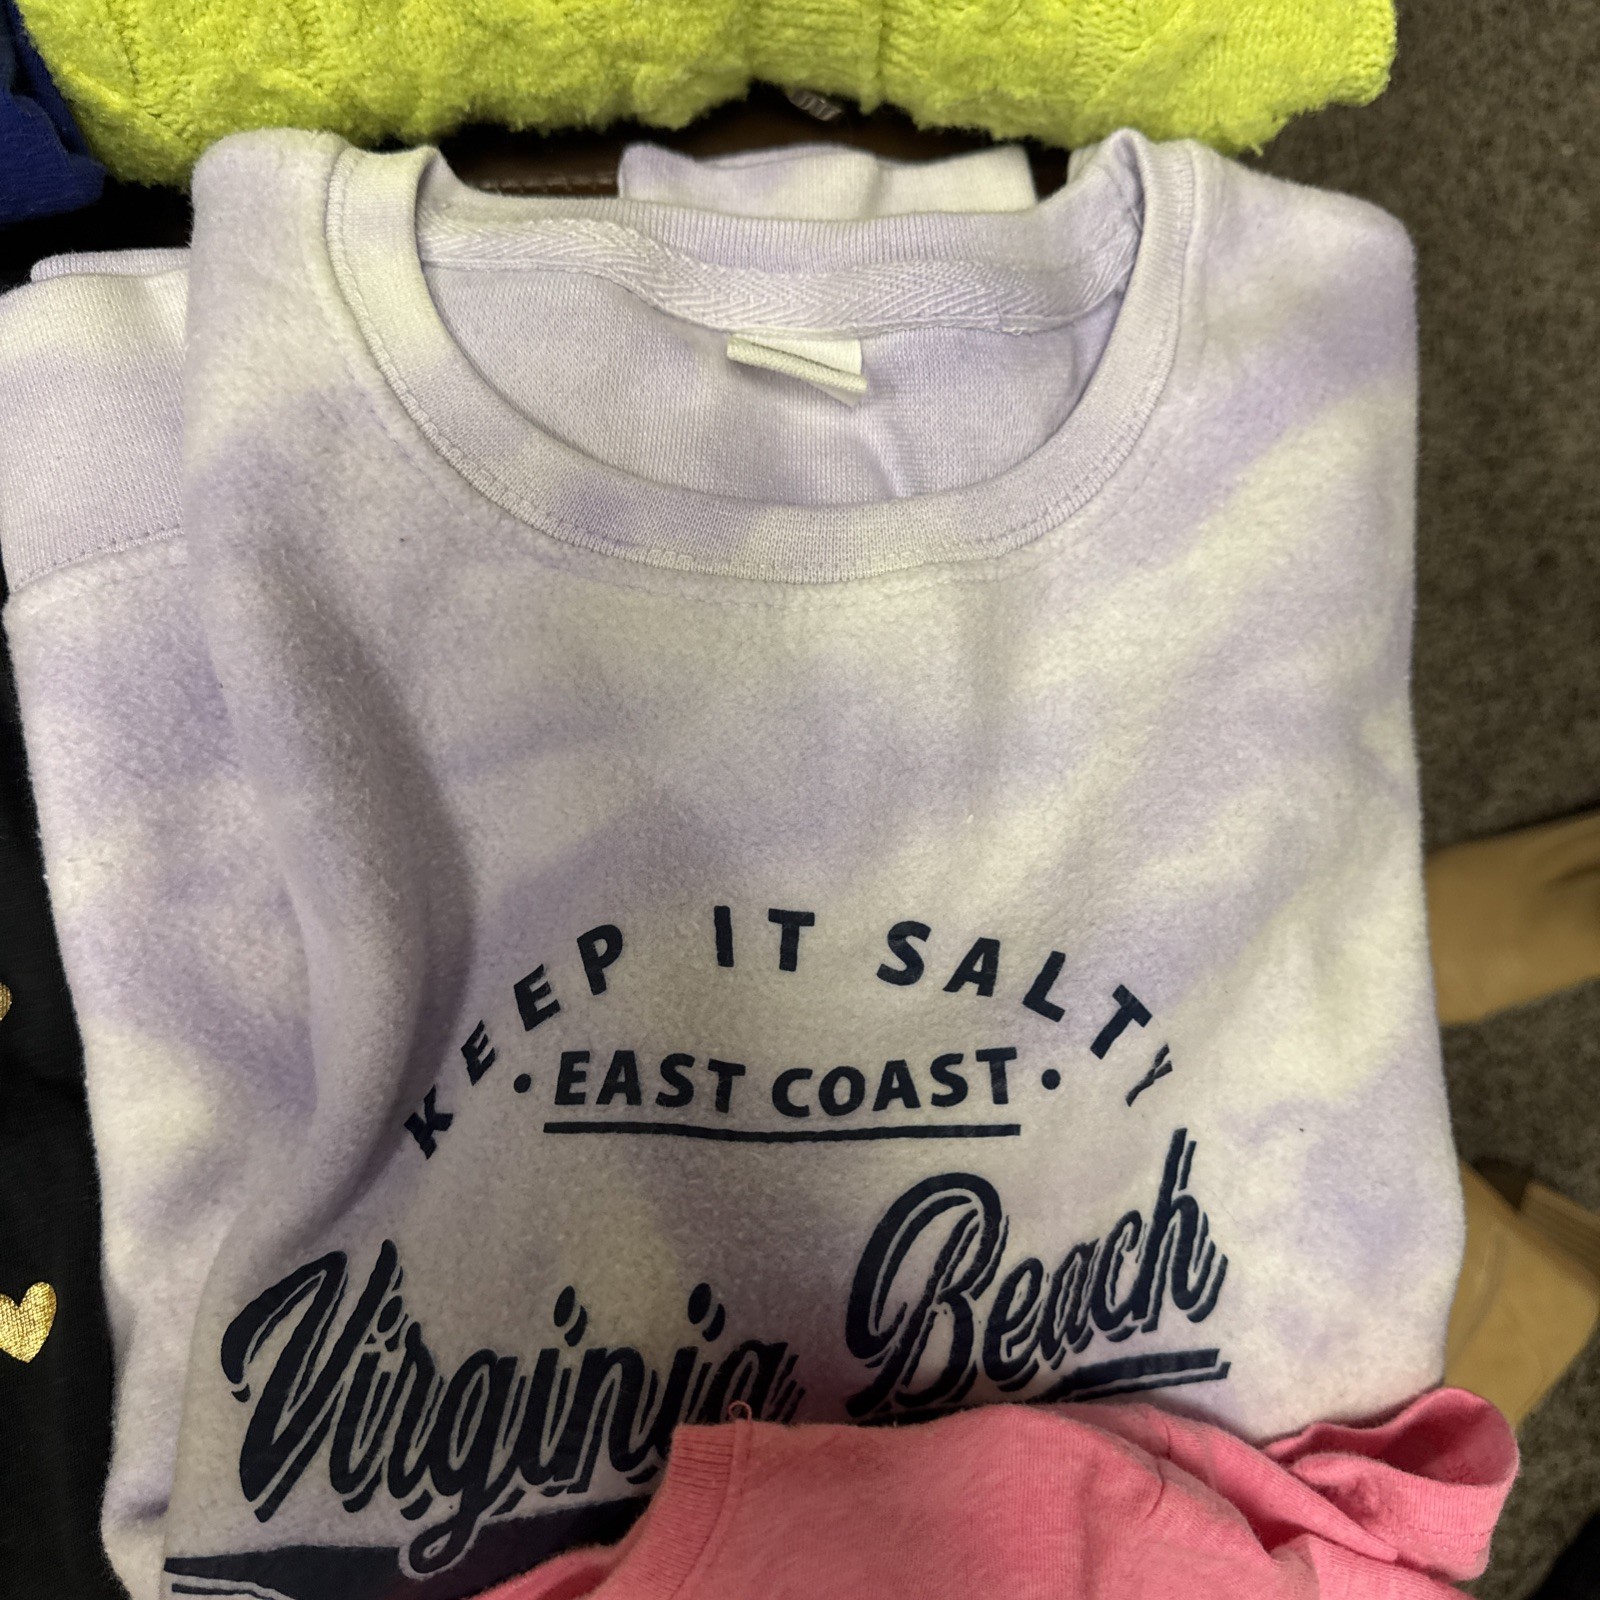 KEEP IT SALTY
• EAST COAST •
Virginia Beach